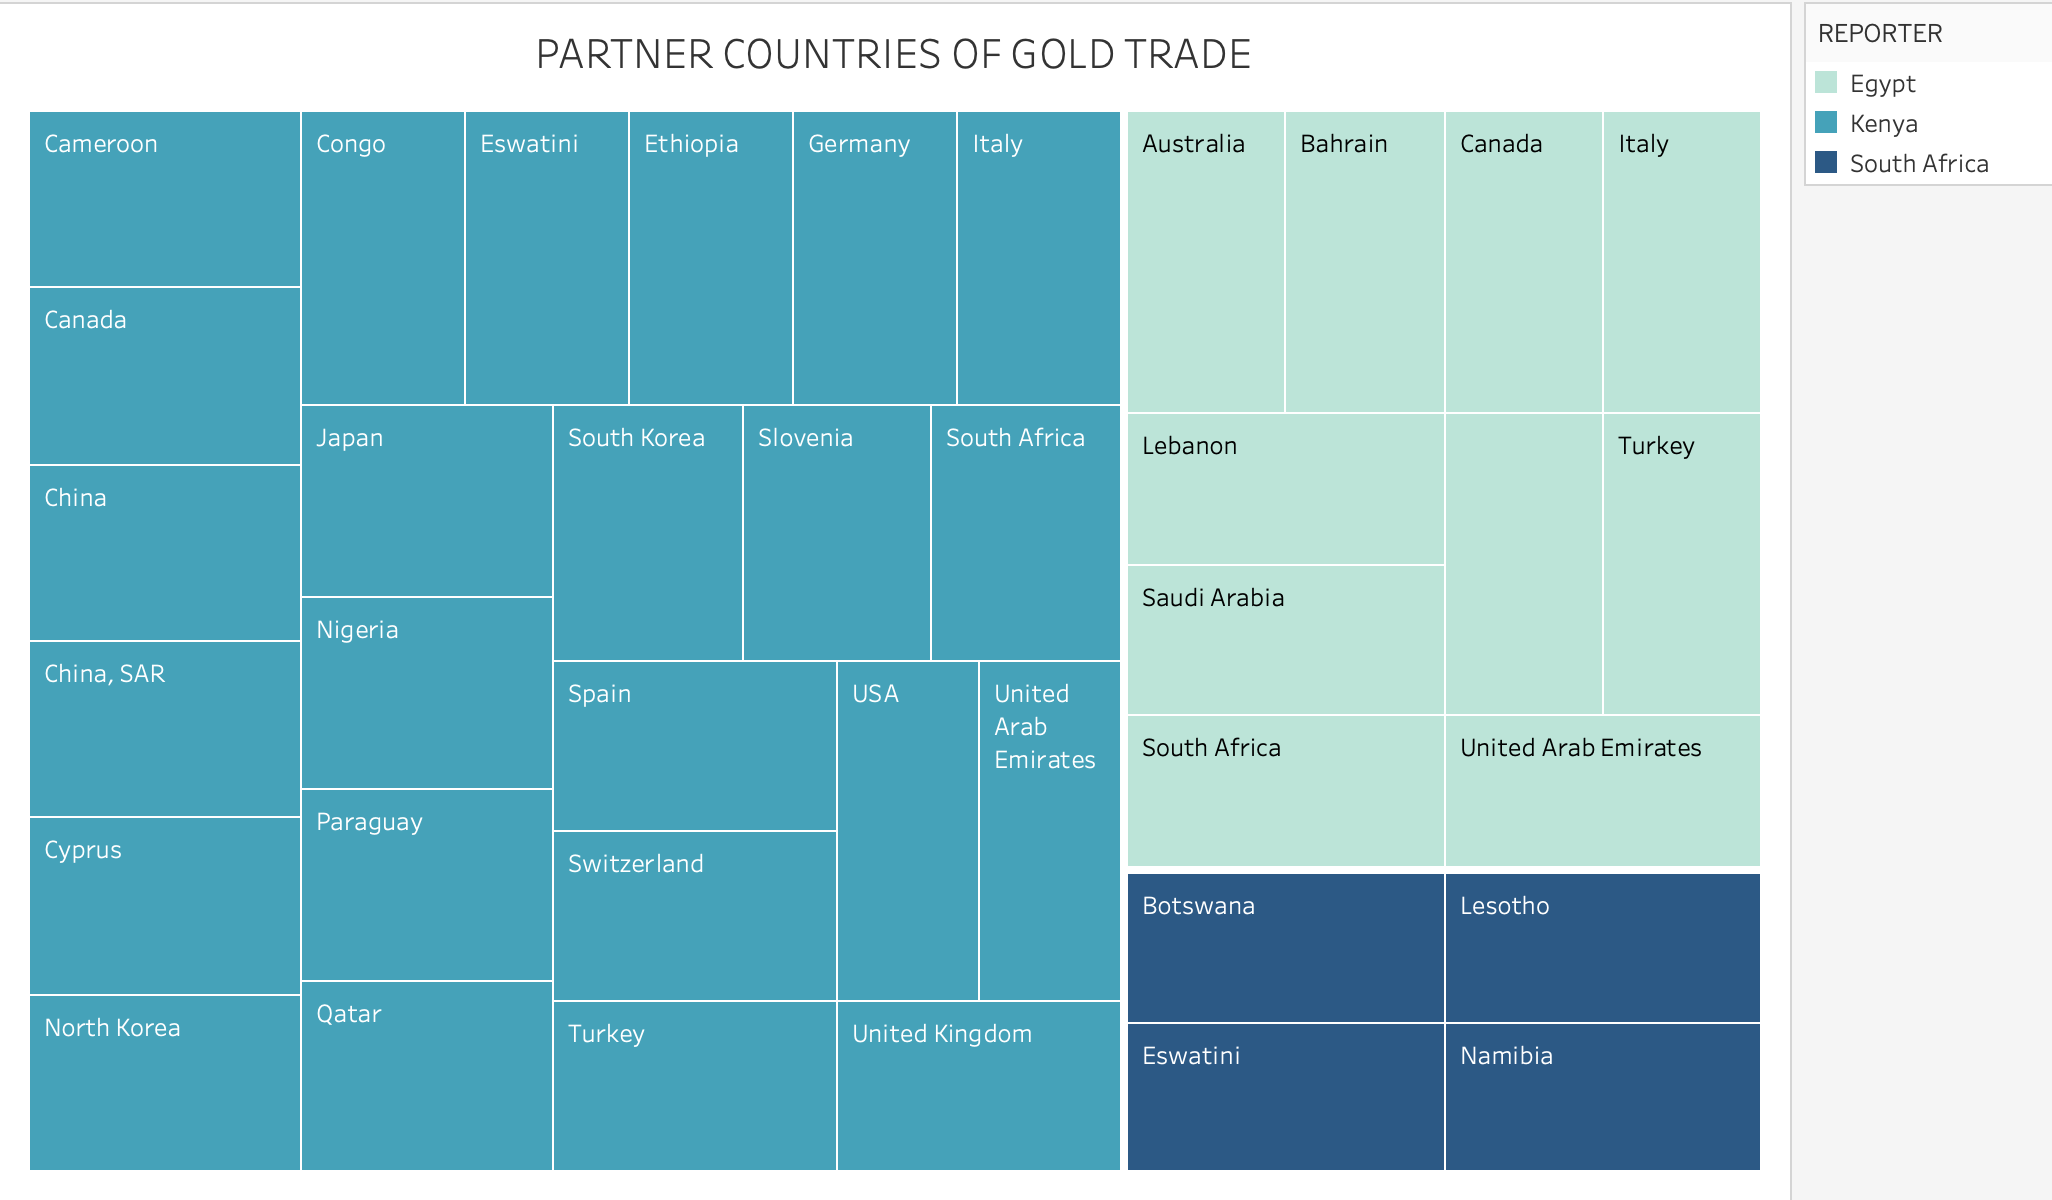 PARTNER COUNTRIES OF GOLD TRADE
REPORTER
Egypt
Kenya
South Africa
Cameroon
Canada
China
China, SAR
Cyprus
North Korea
Congo
Eswatini
Ethiopia
Germany
Italy
Japan
Nigeria
Paraguay
Qatar
South Korea
Slovenia
South Africa
Spain
Switzerland
Turkey
USA
United
Arab
Emirates
United Kingdom
Australia
Bahrain
Canada
Italy
Lebanon
Saudi Arabia
Turkey
South Africa
United Arab Emirates
Botswana
Lesotho
Eswatini
Namibia